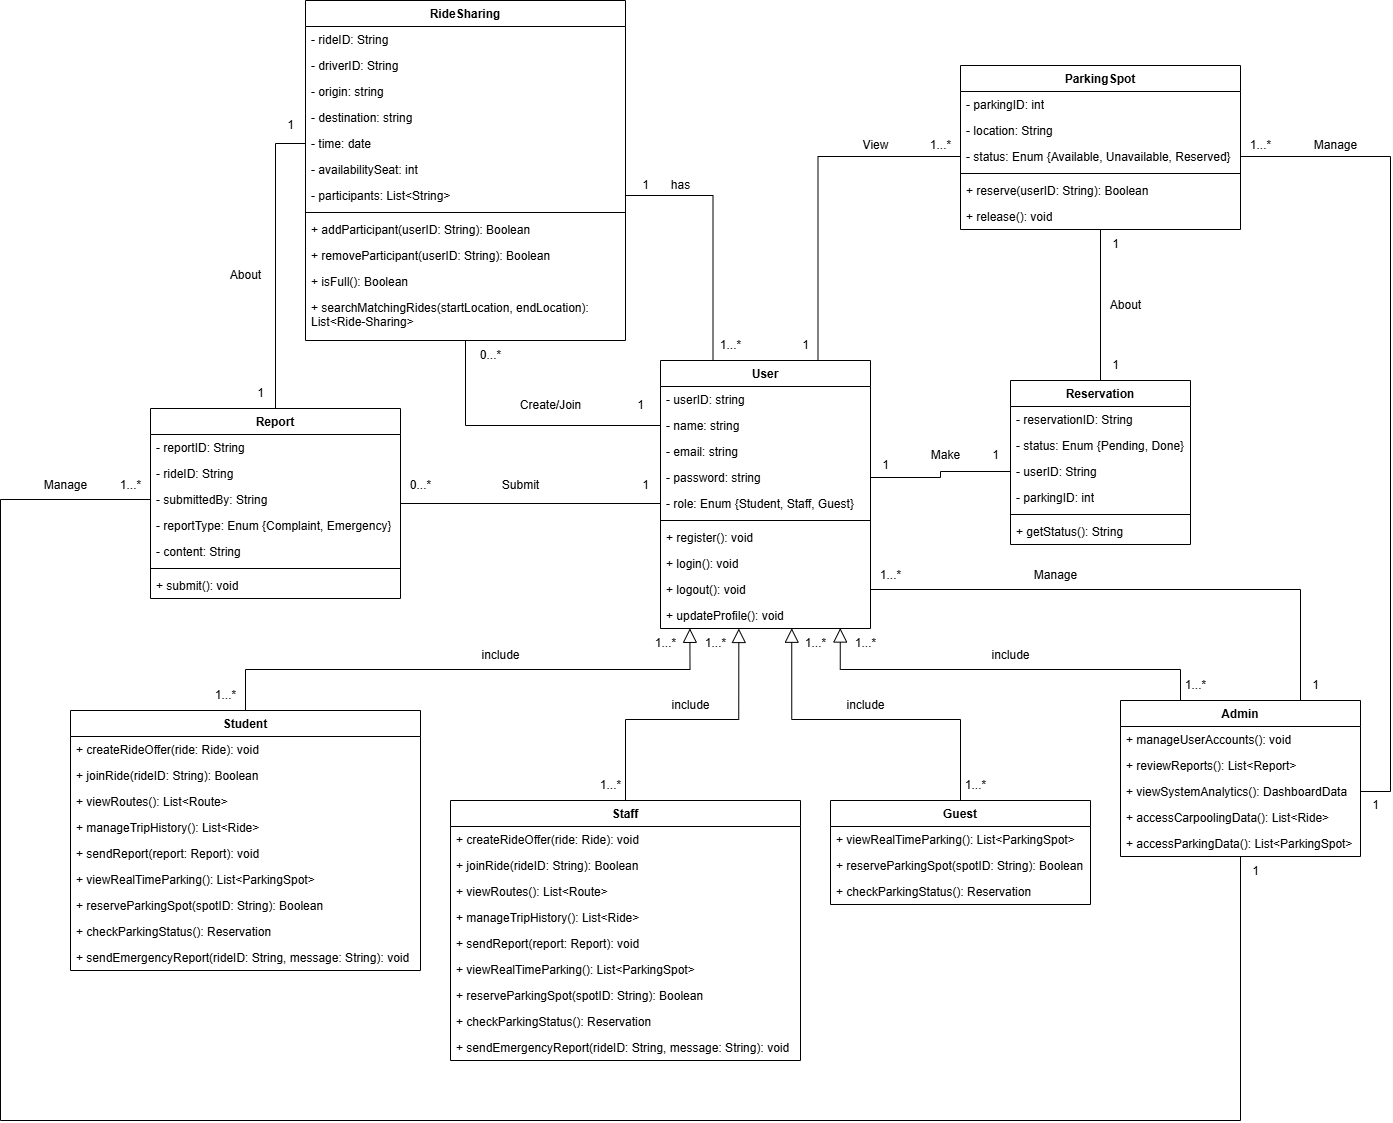 RideSharing
- rideID: String
- driverID: String
- origin: string
- destination: string
- time: date
- availabilitySeat: int
- participants: List<String>
+ addParticipant(userID: String): Boolean
+ removeParticipant(userID: String): Boolean
+ isFull(): Boolean
+ searchMatchingRides(startLocation, endLocation):
List<Ride-Sharing>
ParkingSpot
- parkingID: int
- location: String
- status: Enum {Available, Unavailable, Reserved}
+ reserve(userID: String): Boolean
+ release(): void
1
View
1...*
1...*
Manage
1
has
1
About
About
1
1
1...*
1
0...*
Create/Join
1
1
User
- userID: string
- name: string
- email: string
- password: string
- role: Enum {Student, Staff, Guest}
+ register(): void
+ login(): void
+ logout(): void
+ updateProfile(): void
Reservation
- reservationID: String
- status: Enum {Pending, Done}
- userID: String
- parkingID: int
+ getStatus(): String
Report
- reportID: String
- rideID: String
- submittedBy: String
- reportType: Enum {Complaint, Emergency}
- content: String
+ submit(): void
Manage
1...*
0...*
Submit
1
1
Make
1
1...*
Manage
1...*
1...*
1...*
1...*
include
include
include
include
1...*
1...*
1...*
1...*
1
1
1
Student
+ createRideOffer(ride: Ride): void
+ joinRide(rideID: String): Boolean
+ viewRoutes(): List<Route>
+ manageTripHistory(): List<Ride>
+ sendReport(report: Report): void
+ viewRealTimeParking(): List<ParkingSpot>
+ reserveParkingSpot(spotID: String): Boolean
+ checkParkingStatus(): Reservation
+ sendEmergencyReport(rideID: String, message: String): void
Staff
+ createRideOffer(ride: Ride): void
+ joinRide(rideID: String): Boolean
+ viewRoutes(): List<Route>
+ manageTripHistory(): List<Ride>
+ sendReport(report: Report): void
+ viewRealTimeParking(): List<ParkingSpot>
+ reserveParkingSpot(spotID: String): Boolean
+ checkParkingStatus(): Reservation
+ sendEmergencyReport(rideID: String, message: String): void
Guest
+ viewRealTimeParking(): List<ParkingSpot>
+ reserveParkingSpot(spotID: String): Boolean
+ checkParkingStatus(): Reservation
Admin
+ manageUserAccounts(): void
+ reviewReports(): List<Report>
+ viewSystemAnalytics(): DashboardData
+ accessCarpoolingData(): List<Ride>
+ accessParkingData(): List<ParkingSpot>